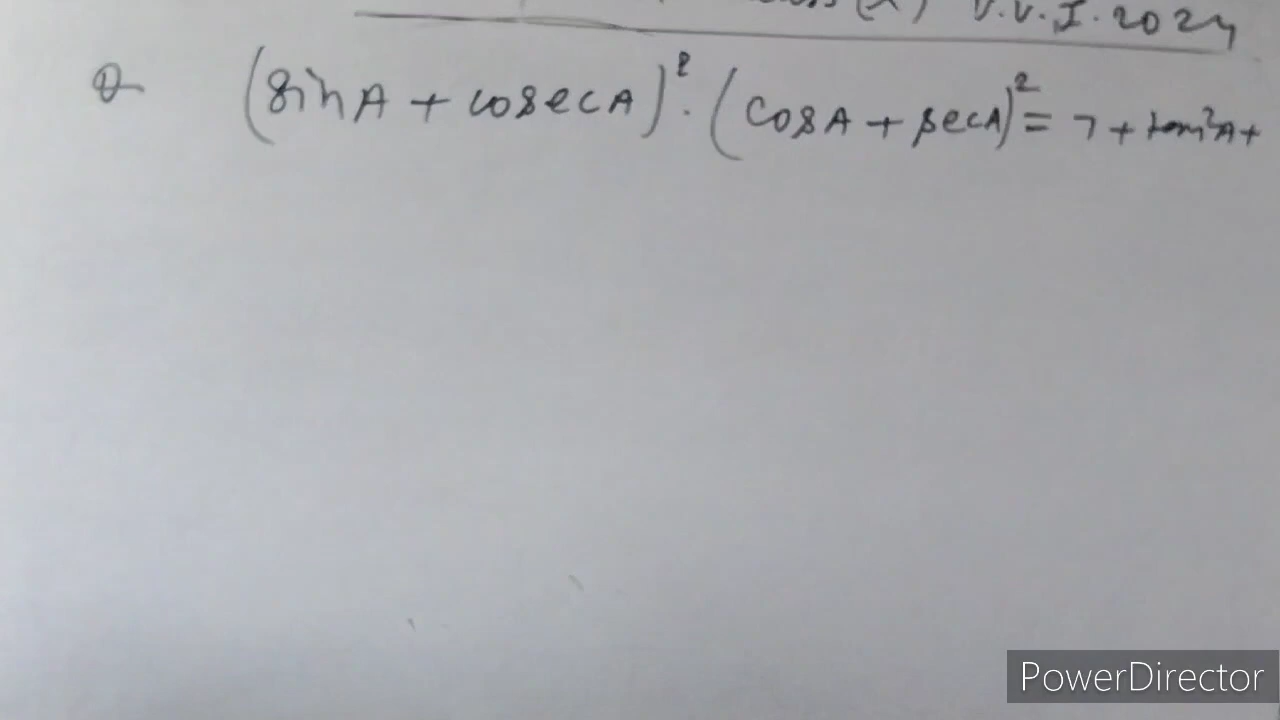 V.V.I. 2024
Q (sinA + cosecA)². (cosA + secA)² = 7 + tan²A +
PowerDirector